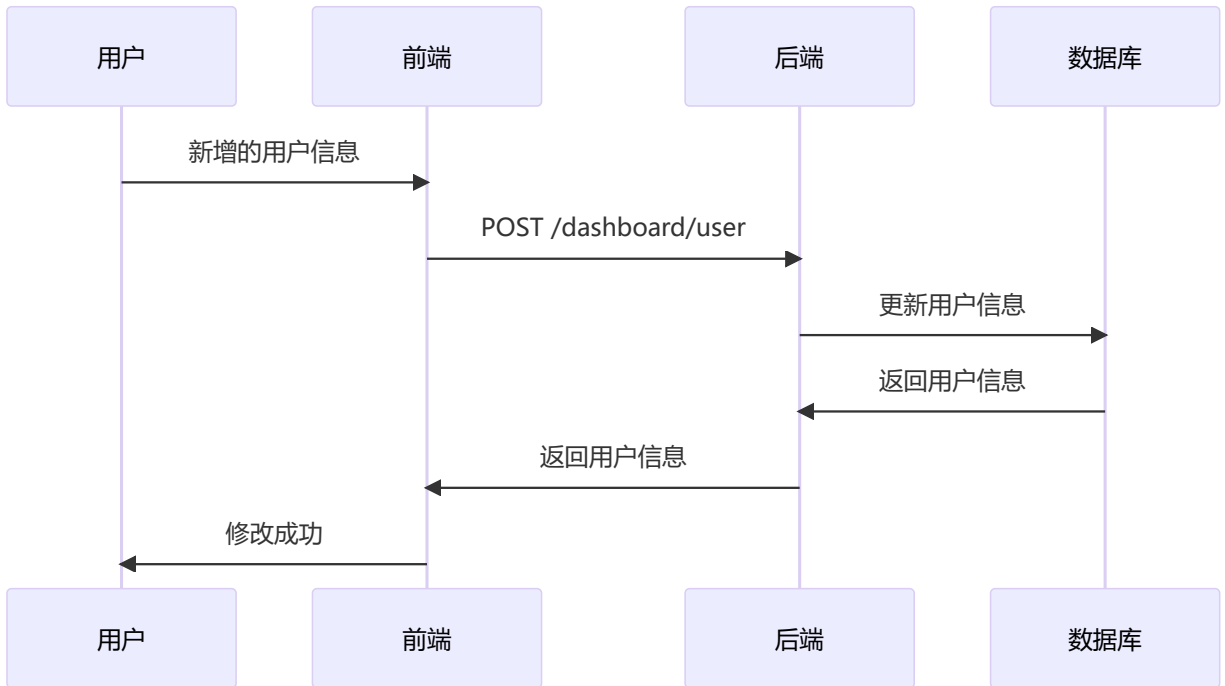 用户
前端
后端
数据库
新增的用户信息
POST /dashboard/user
更新用户信息
返回用户信息
返回用户信息
修改成功
用户
前端
后端
数据库